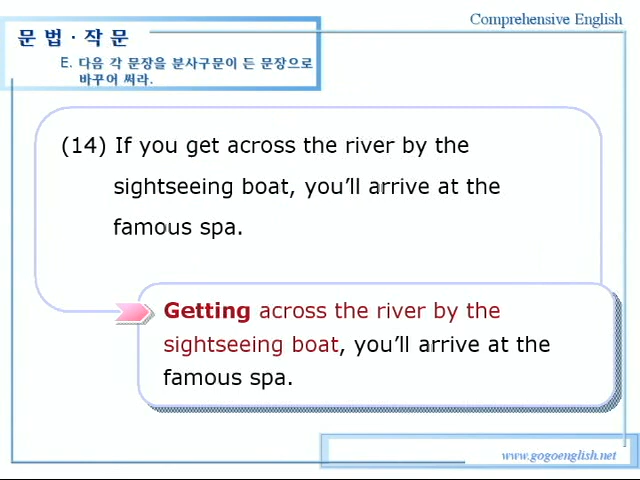 Comprehensive English
문 법 · 작 문
E. 다음 각 문장을 분사구문이 든 문장으로
바꾸어 써라.
(14) If you get across the river by the
sightseeing boat, you’ll arrive at the
famous spa.
Getting across the river by the
sightseeing boat, you’ll arrive at the
famous spa.
www.gogoenglish.net